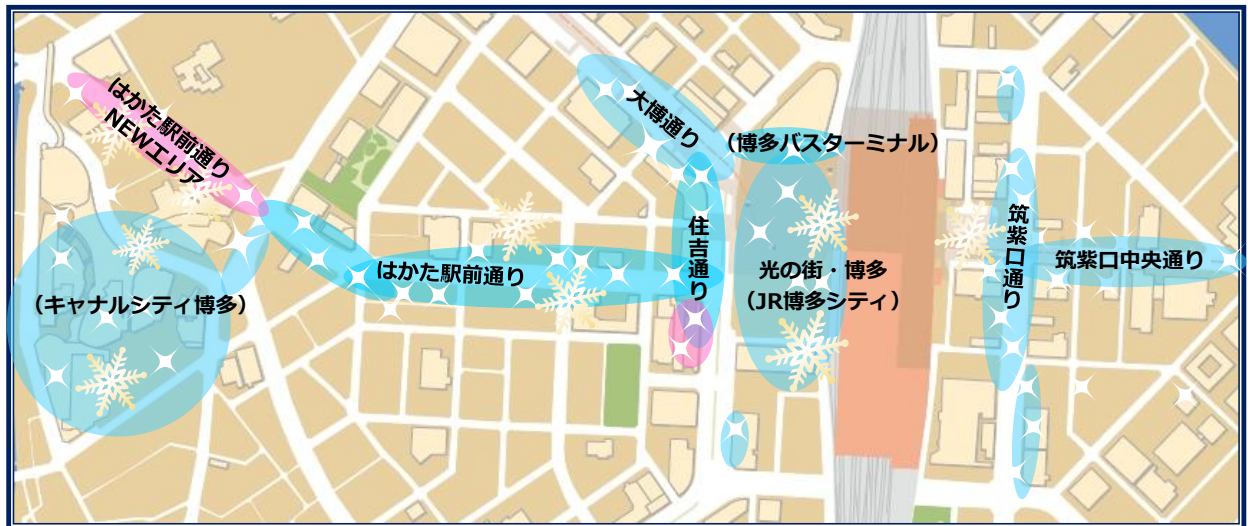 はかた駅前通り
NEWエリア
大博通り
（博多バスターミナル）
住吉通り
筑紫口通り
筑紫口中央通り
はかた駅前通り
光の街・博多
（JR博多シティ）
（キャナルシティ博多）